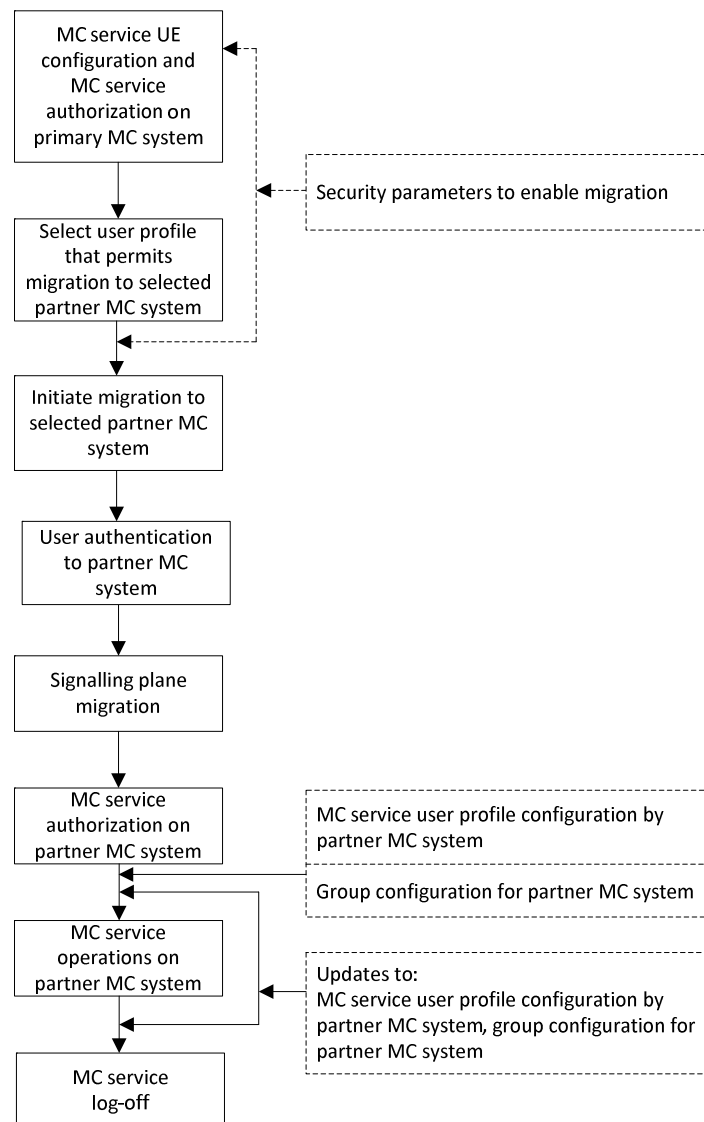 MC service UE
configuration and
MC service
authorization on
primary MC system
Security parameters to enable migration
Select user profile
that permits
migration to selected
partner MC system
Initiate migration to
selected partner MC
system
User authentication
to partner MC
system
Signalling plane
migration
MC service
authorization on
partner MC system
MC service user profile configuration by
partner MC system
Group configuration for partner MC system
MC service
operations on
partner MC system
Updates to:
MC service user profile configuration by
partner MC system, group configuration for
partner MC system
MC service
log-off